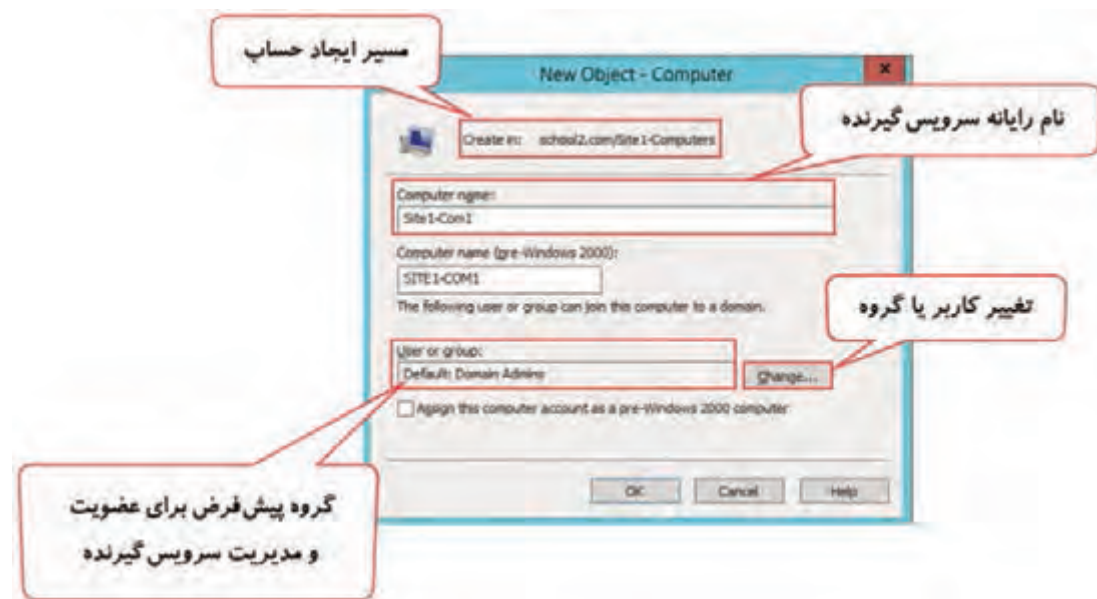 مسیر ایجاد حساب
New Object - Computer
x
نام رایانه سرویس‌گیرنده
Create in: school2.com/Site1-Computers
Computer name:
Site1-Com1
Computer name (pre-Windows 2000):
SITE1-COM1
The following user or group can join this computer to a domain.
تغییر کاربر یا گروه
User or group:
Default: Domain Admins
Change...
Assign this computer account as a pre-Windows 2000 computer
OK Cancel Help
گروه پیش‌فرض برای عضویت
و مدیریت سرویس‌گیرنده